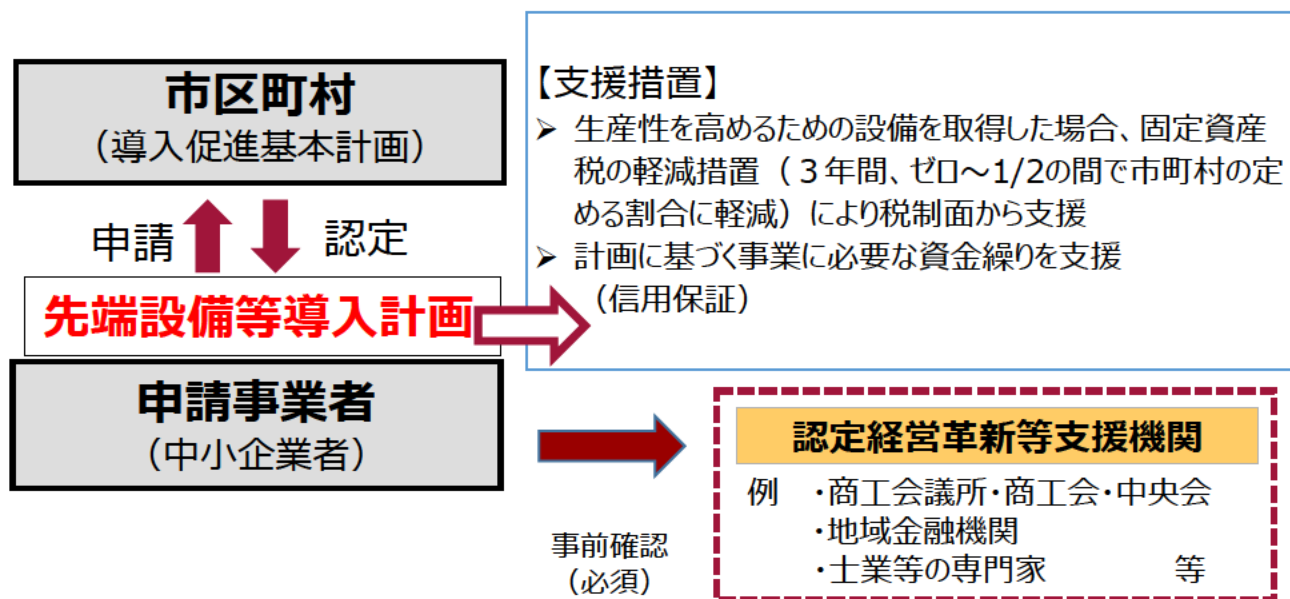 市区町村
（導入促進基本計画）
申請
認定
先端設備等導入計画
申請事業者
（中小企業者）
【支援措置】
➢ 生産性を高めるための設備を取得した場合、固定資産
税の軽減措置（３年間、ゼロ～1/2の間で市町村の定
める割合に軽減）により税制面から支援
➢ 計画に基づく事業に必要な資金繰りを支援
（信用保証）
事前確認
（必須）
認定経営革新等支援機関
例　・商工会議所・商工会・中央会
・地域金融機関
・士業等の専門家　　　　等